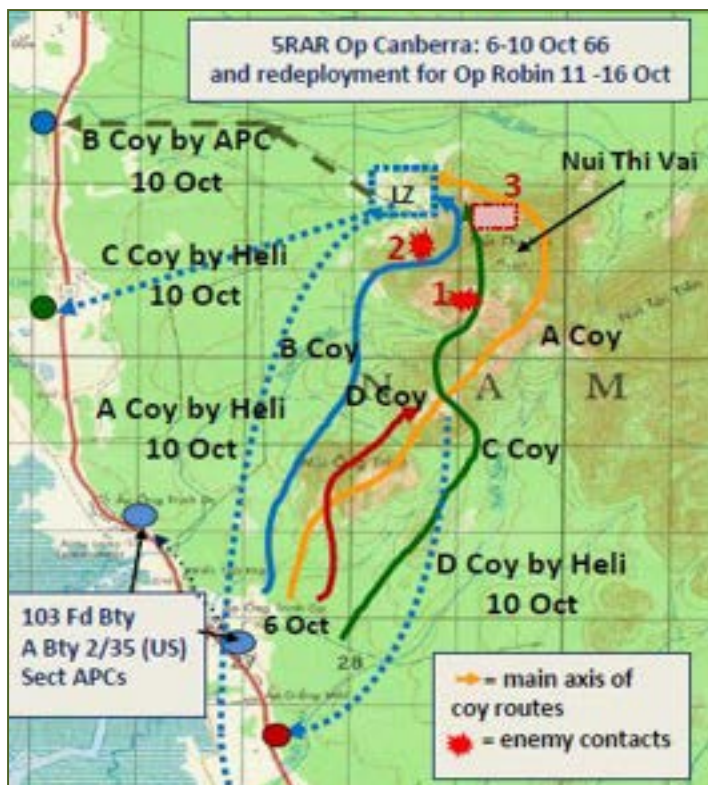 5RAR Op Canberra: 6-10 Oct 66
and redeployment for Op Robin 11 -16 Oct
B Coy by APC
10 Oct
Nui Thi Vai
LZ
3
2
C Coy by Heli
10 Oct
1
B Coy
A Coy
A Coy by Heli
10 Oct
D Coy
N A M
C Coy
D Coy by Heli
10 Oct
103 Fd Bty
A Bty 2/35 (US)
Sect APCs
6 Oct
27
28
= main axis of
coy routes
= enemy contacts